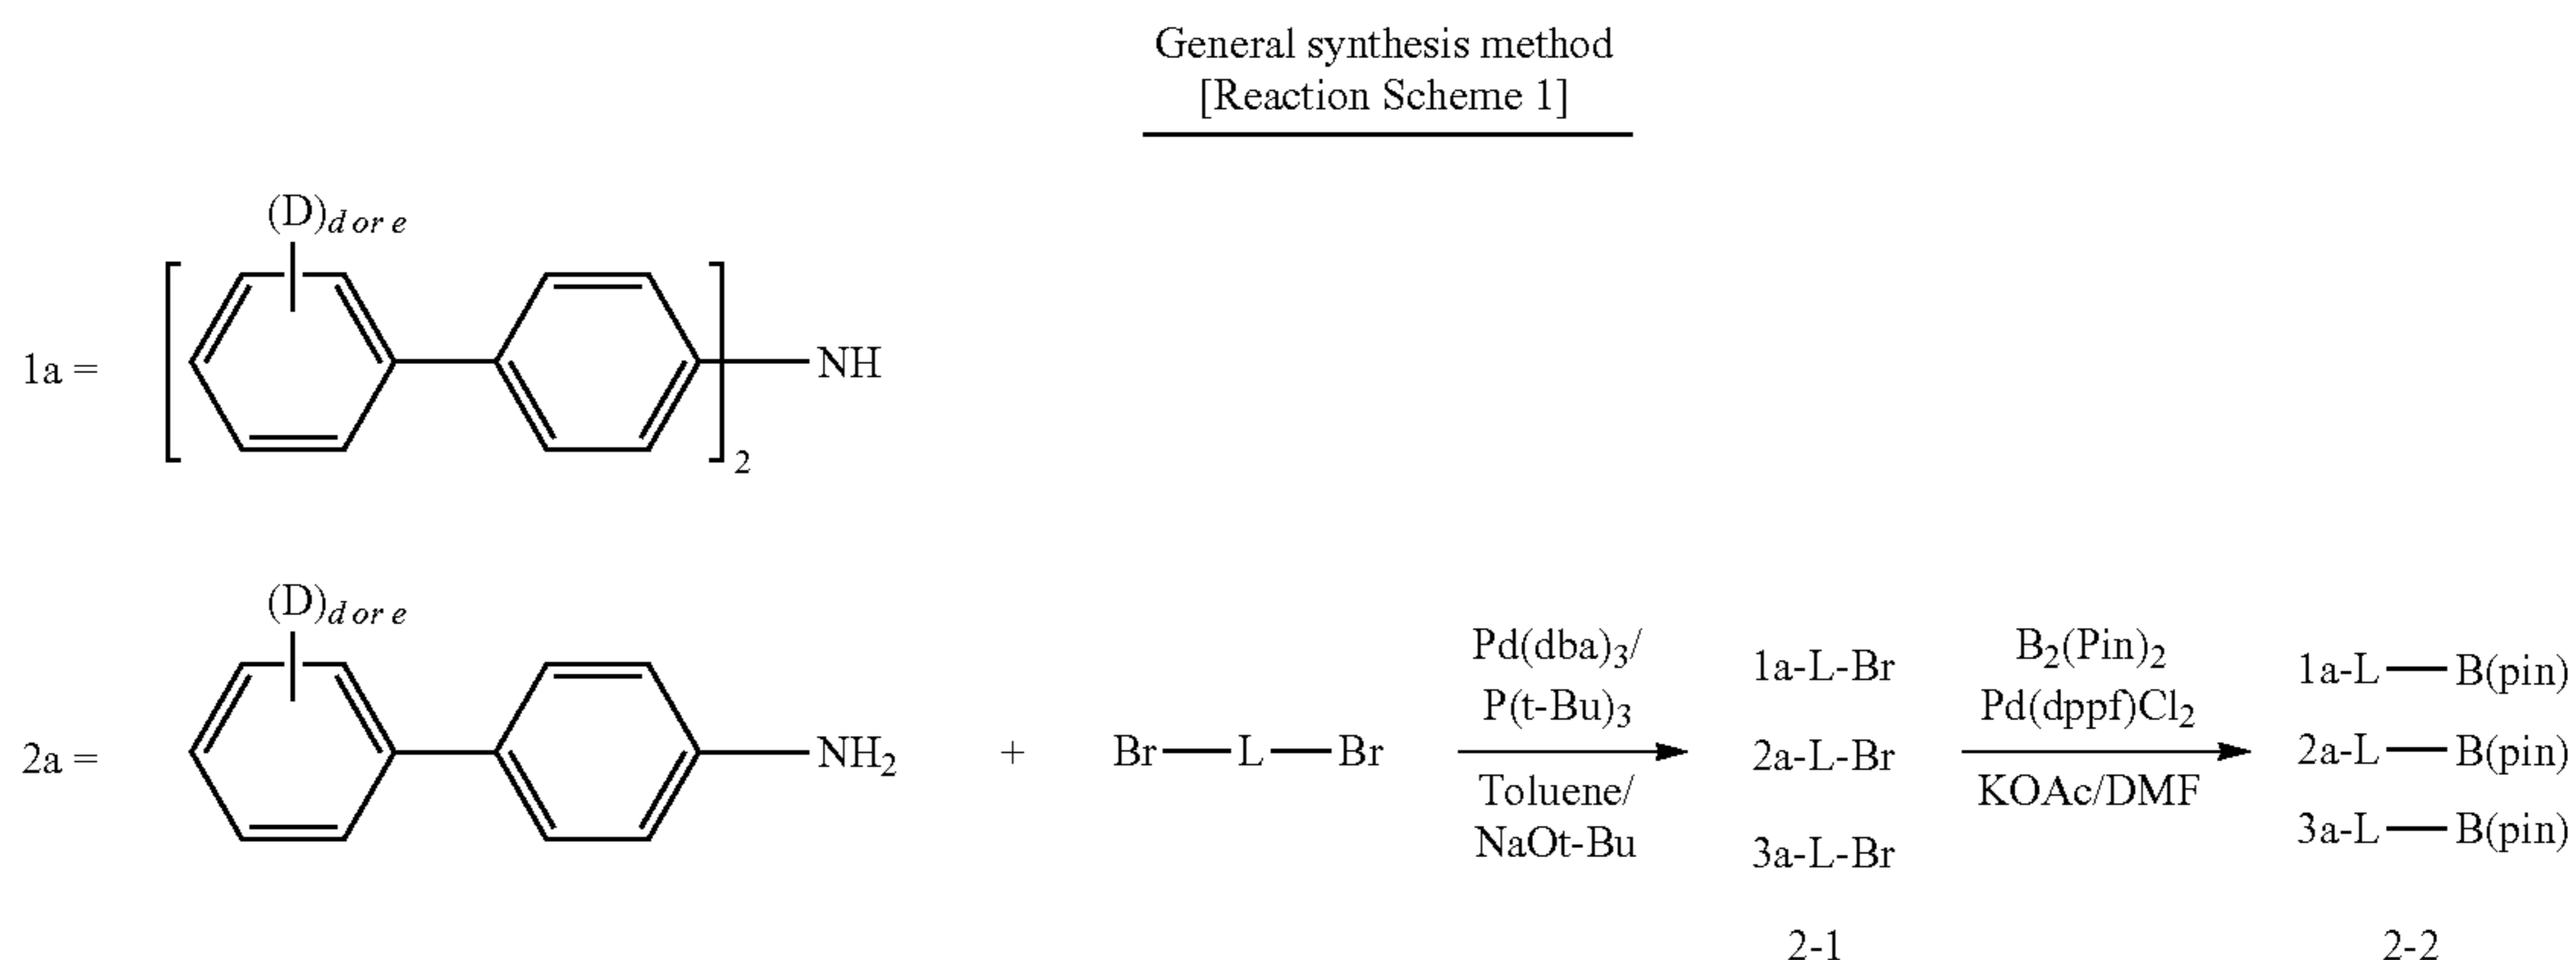 General synthesis method
[Reaction Scheme 1]
(D)d or e
1a =
NH
2
(D)d or e
2a =
NH2
+
Br—L—Br
Pd(dba)3/
P(t-Bu)3
Toluene/
NaOt-Bu
1a-L-Br
2a-L-Br
3a-L-Br
2-1
B2(Pin)2
Pd(dppf)Cl2
KOAc/DMF
1a-L—B(pin)
2a-L—B(pin)
3a-L—B(pin)
2-2